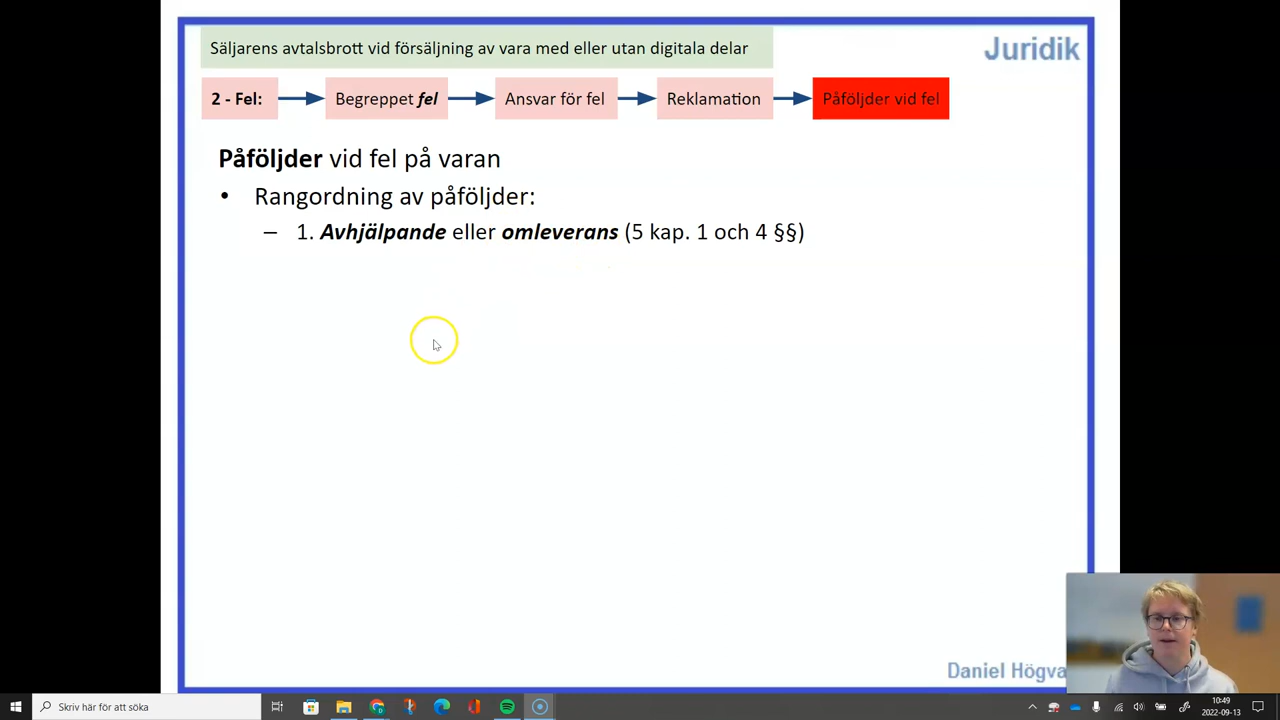 Säljarens avtalsbrott vid försäljning av vara med eller utan digitala delar
Juridik
2 - Fel:
Begreppet fel
Ansvar för fel
Reklamation
Påföljder vid fel
Påföljder vid fel på varan
• Rangordning av påföljder:
– 1. Avhjälpande eller omleverans (5 kap. 1 och 4 §§)
Daniel Högva
Skriv här för att söka
10:49
2022-09-13